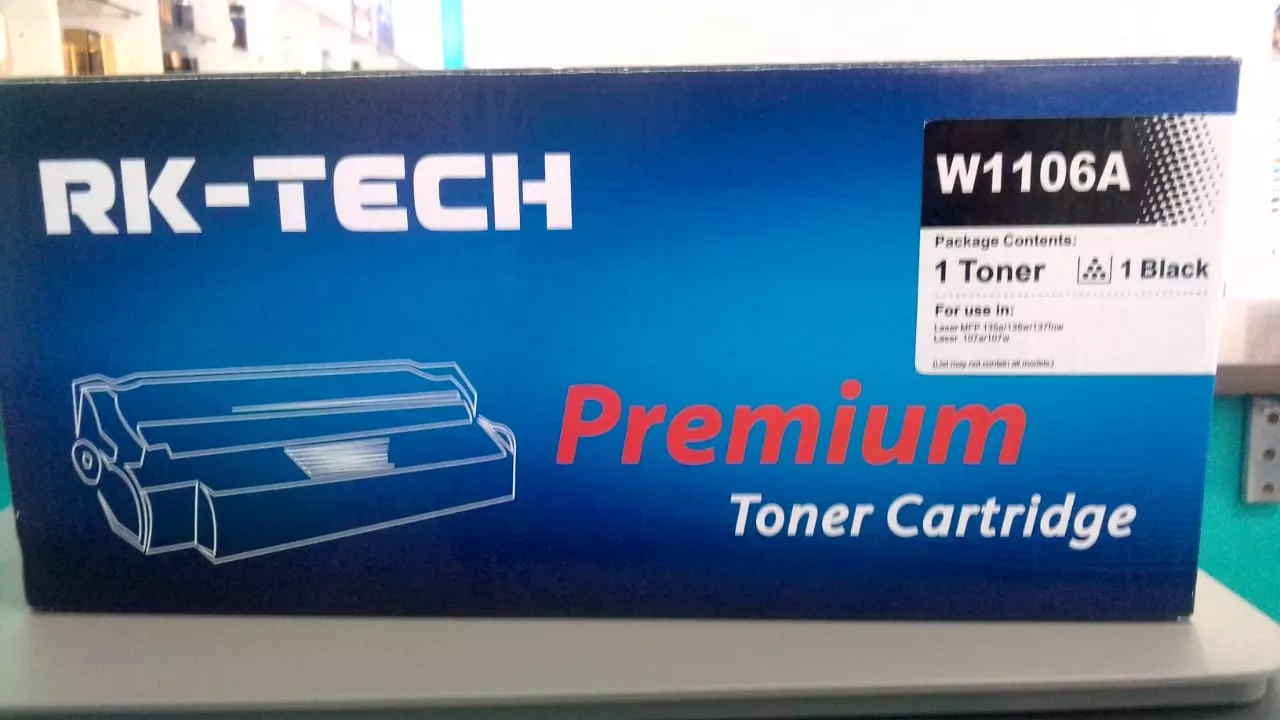 RK-TECH
W1106A
Package Contents:
1 Toner
1 Black
For use in:
Laser MFP 135a/135w/137fnw
Laser 107a/107w
(List may not contain all models.)
Premium
Toner Cartridge